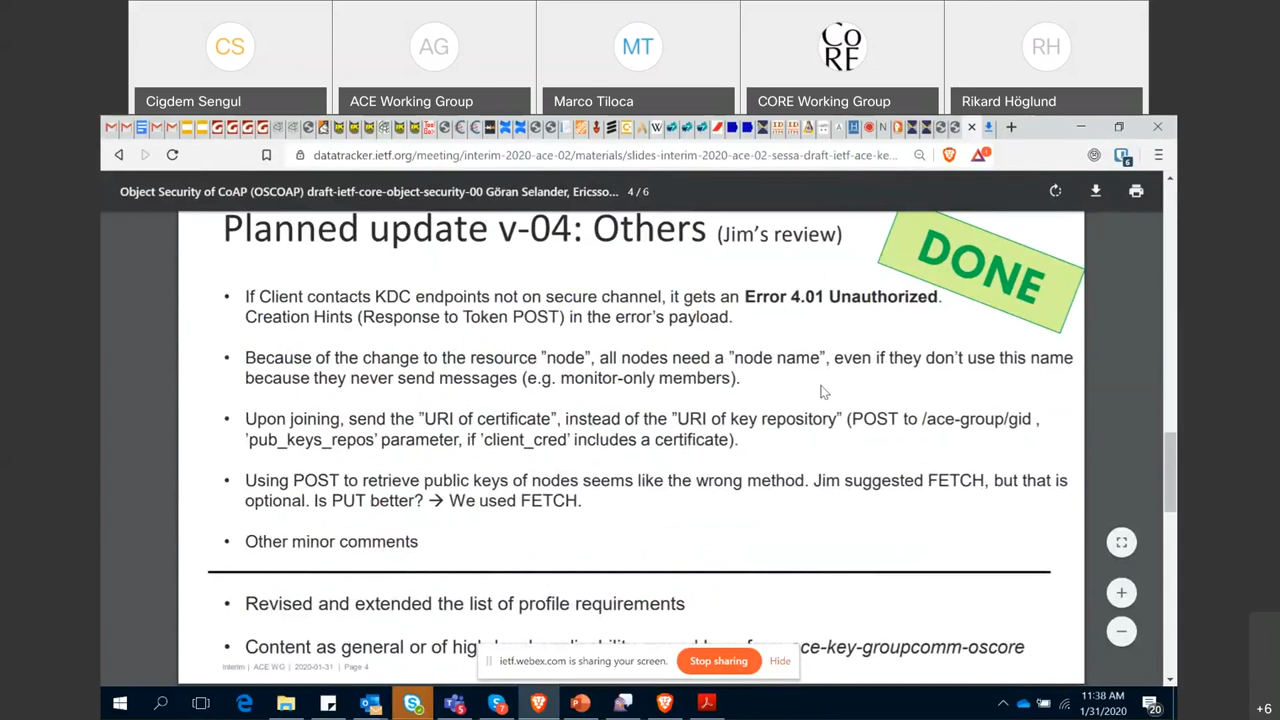 CS
AG
MT
CORE
RH
Cigdem Sengul
ACE Working Group
Marco Tiloca
CORE Working Group
Rikard Höglund
datatracker.ietf.org/meeting/interim-2020-ace-02/materials/slides-interim-2020-ace-02-sessa-draft-ietf-ace-ke...
Object Security of CoAP (OSCOAP) draft-ietf-core-object-security-00 Göran Selander, Ericsso...
4 / 6
Planned update v-04: Others (Jim's review)
DONE
• If Client contacts KDC endpoints not on secure channel, it gets an Error 4.01 Unauthorized.
Creation Hints (Response to Token POST) in the error's payload.
• Because of the change to the resource "node", all nodes need a "node name", even if they don't use this name
because they never send messages (e.g. monitor-only members).
• Upon joining, send the "URI of certificate", instead of the "URI of key repository" (POST to /ace-group/gid ,
'pub_keys_repos' parameter, if 'client_cred' includes a certificate).
• Using POST to retrieve public keys of nodes seems like the wrong method. Jim suggested FETCH, but that is
optional. Is PUT better? → We used FETCH.
• Other minor comments
• Revised and extended the list of profile requirements
• Content as general or of hig
ce-key-groupcomm-oscore
Interim | ACE WG | 2020-01-31 | Page 4
ietf.webex.com is sharing your screen.
Stop sharing
Hide
11:38 AM
1/31/2020
20
6
+6